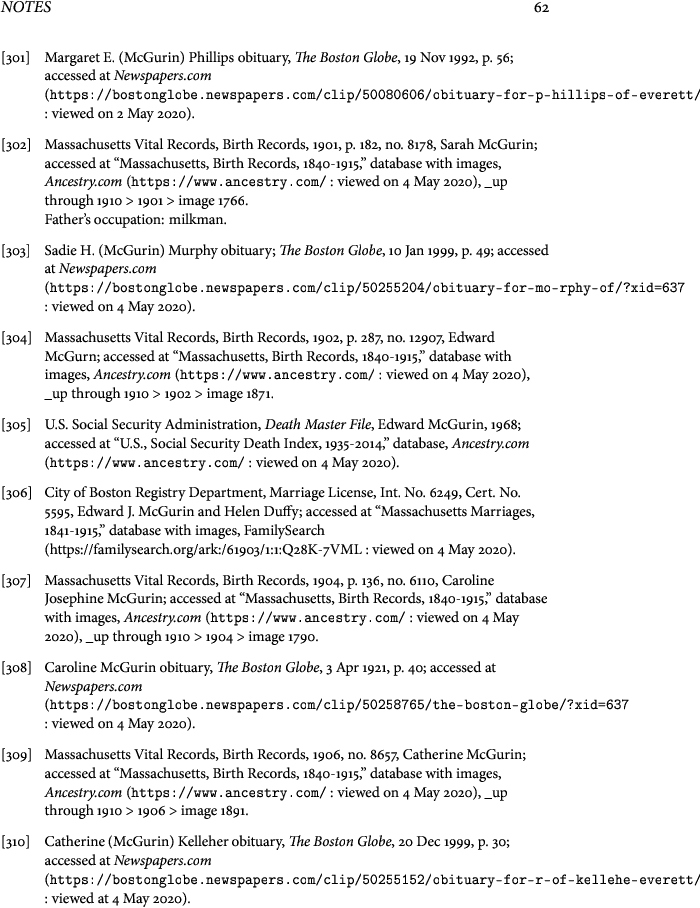 NOTES 62
[301] Margaret E. (McGurin) Phillips obituary, The Boston Globe, 19 Nov 1992, p. 56;
accessed at Newspapers.com
(https://bostonglobe.newspapers.com/clip/50080606/obituary-for-p-hillips-of-everett/
: viewed on 2 May 2020).
[302] Massachusetts Vital Records, Birth Records, 1901, p. 182, no. 8178, Sarah McGurin;
accessed at “Massachusetts, Birth Records, 1840-1915,” database with images,
Ancestry.com (https://www.ancestry.com/ : viewed on 4 May 2020), _up
through 1910 > 1901 > image 1766.
Father’s occupation: milkman.
[303] Sadie H. (McGurin) Murphy obituary; The Boston Globe, 10 Jan 1999, p. 49; accessed
at Newspapers.com
(https://bostonglobe.newspapers.com/clip/50255204/obituary-for-mo-rphy-of/?xid=637
: viewed on 4 May 2020).
[304] Massachusetts Vital Records, Birth Records, 1902, p. 287, no. 12907, Edward
McGurn; accessed at “Massachusetts, Birth Records, 1840-1915,” database with
images, Ancestry.com (https://www.ancestry.com/ : viewed on 4 May 2020),
_up through 1910 > 1902 > image 1871.
[305] U.S. Social Security Administration, Death Master File, Edward McGurin, 1968;
accessed at “U.S., Social Security Death Index, 1935-2014,” database, Ancestry.com
(https://www.ancestry.com/ : viewed on 4 May 2020).
[306] City of Boston Registry Department, Marriage License, Int. No. 6249, Cert. No.
5595, Edward J. McGurin and Helen Duffy; accessed at “Massachusetts Marriages,
1841-1915,” database with images, FamilySearch
(https://familysearch.org/ark:/61903/1:1:Q28K-7VML : viewed on 4 May 2020).
[307] Massachusetts Vital Records, Birth Records, 1904, p. 136, no. 6110, Caroline
Josephine McGurin; accessed at “Massachusetts, Birth Records, 1840-1915,” database
with images, Ancestry.com (https://www.ancestry.com/ : viewed on 4 May
2020), _up through 1910 > 1904 > image 1790.
[308] Caroline McGurin obituary, The Boston Globe, 3 Apr 1921, p. 40; accessed at
Newspapers.com
(https://bostonglobe.newspapers.com/clip/50258765/the-boston-globe/?xid=637
: viewed on 4 May 2020).
[309] Massachusetts Vital Records, Birth Records, 1906, no. 8657, Catherine McGurin;
accessed at “Massachusetts, Birth Records, 1840-1915,” database with images,
Ancestry.com (https://www.ancestry.com/ : viewed on 4 May 2020), _up
through 1910 > 1906 > image 1891.
[310] Catherine (McGurin) Kelleher obituary, The Boston Globe, 20 Dec 1999, p. 30;
accessed at Newspapers.com
(https://bostonglobe.newspapers.com/clip/50255152/obituary-for-r-of-kellehe-everett/
: viewed at 4 May 2020).